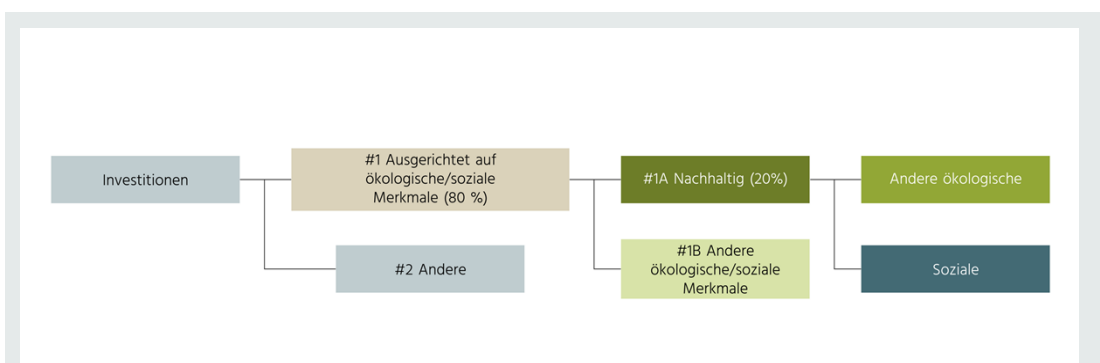 Investitionen
#1 Ausgerichtet auf
ökologische/soziale
Merkmale (80 %)
#1A Nachhaltig (20%)
Andere ökologische
#2 Andere
#1B Andere
ökologische/soziale
Merkmale
Soziale